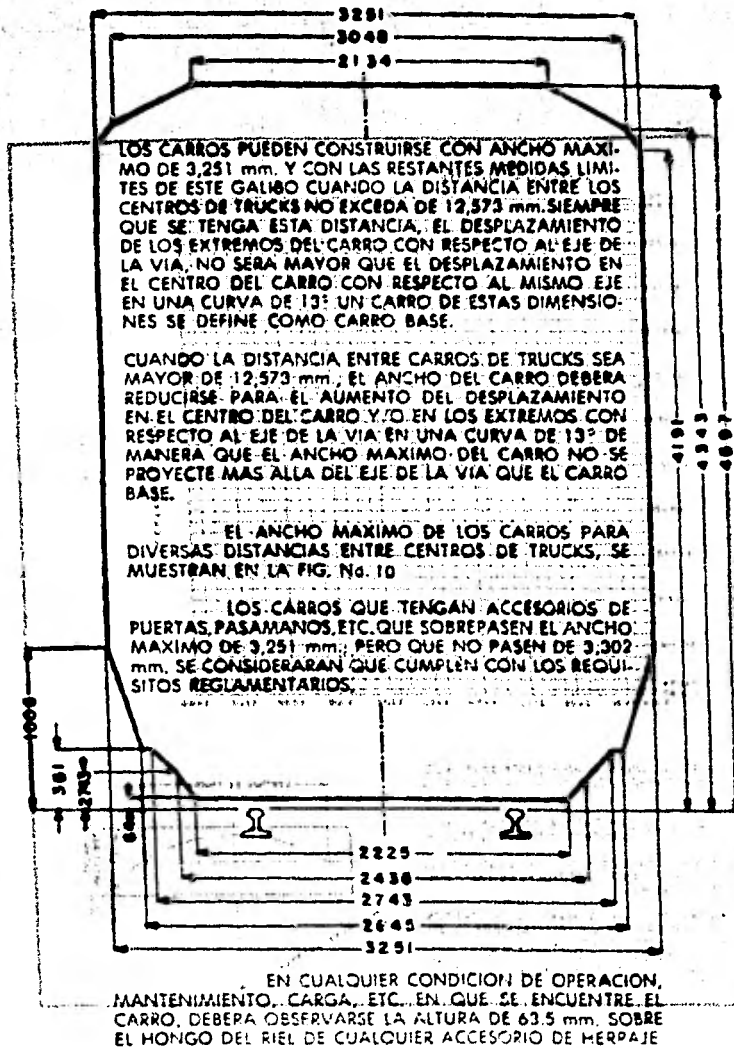 3251
3048
2134
LOS CARROS PUEDEN CONSTRUIRSE CON ANCHO MAXI-
MO DE 3,251 mm. Y CON LAS RESTANTES MEDIDAS LIMI-
TES DE ESTE GALIBO CUANDO LA DISTANCIA ENTRE LOS
CENTROS DE TRUCKS NO EXCEDA DE 12,573 mm. SIEMPRE
QUE SE TENGA ESTA DISTANCIA, EL DESPLAZAMIENTO
DE LOS EXTREMOS DEL CARRO CON RESPECTO AL EJE DE
LA VIA, NO SERA MAYOR QUE EL DESPLAZAMIENTO EN
EL CENTRO DEL CARRO CON RESPECTO AL MISMO EJE
EN UNA CURVA DE 13° UN CARRO DE ESTAS DIMENSIO-
NES SE DEFINE COMO CARRO BASE.
CUANDO LA DISTANCIA ENTRE CARROS DE TRUCKS SEA
MAYOR DE 12,573 mm., EL ANCHO DEL CARRO DEBERA
REDUCIRSE PARA EL AUMENTO DEL DESPLAZAMIENTO
EN EL CENTRO DEL CARRO Y/O EN LOS EXTREMOS CON
RESPECTO AL EJE DE LA VIA EN UNA CURVA DE 13° DE
MANERA QUE EL ANCHO MAXIMO DEL CARRO NO SE
PROYECTE MAS ALLA DEL EJE DE LA VIA QUE EL CARRO
BASE.
EL ANCHO MAXIMO DE LOS CARROS PARA
DIVERSAS DISTANCIAS ENTRE CENTROS DE TRUCKS, SE
MUESTRAN EN LA FIG. No. 10
LOS CARROS QUE TENGAN ACCESORIOS DE
PUERTAS, PASAMANOS, ETC. QUE SOBREPASEN EL ANCHO
MAXIMO DE 3,251 mm., PERO QUE NO PASEN DE 3,302
mm, SE CONSIDERARAN QUE CUMPLEN CON LOS REQUI-
SITOS REGLAMENTARIOS.
4191
4343
4697
381
64
2225
2438
2743
2645
3251
EN CUALQUIER CONDICION DE OPERACION,
MANTENIMIENTO, CARGA, ETC. EN QUE SE ENCUENTRE EL
CARRO, DEBERA OBSERVARSE LA ALTURA DE 63.5 mm. SOBRE
EL HONGO DEL RIEL DE CUALQUIER ACCESORIO DE HERRAJE